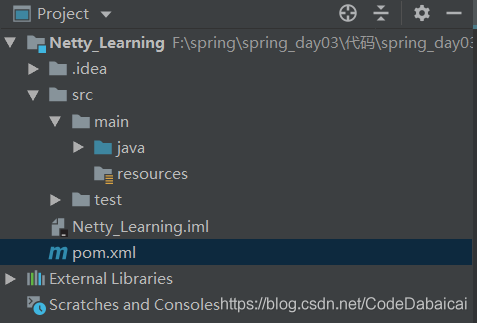 Project
Netty_Learning F:\spring\spring_day03\代码\spring_day03
.idea
src
main
java
resources
test
Netty_Learning.iml
pom.xml
External Libraries
Scratches and Consoles https://blog.csdn.net/CodeDabaicai